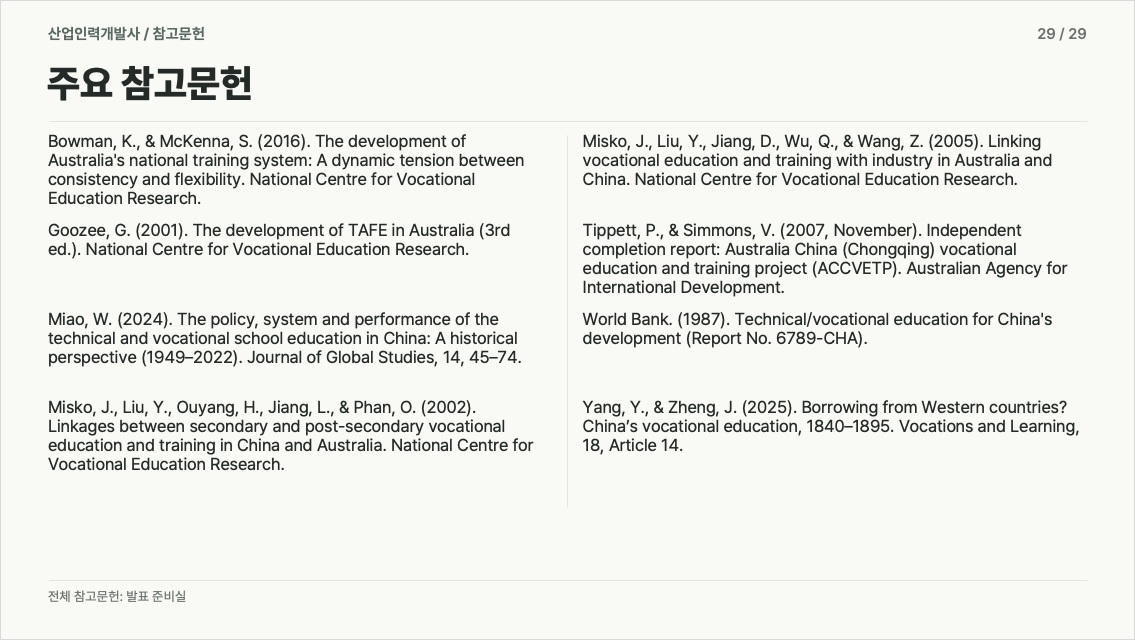 산업인력개발사 / 참고문헌
29 / 29
주요 참고문헌
Bowman, K., & McKenna, S. (2016). The development of
Australia's national training system: A dynamic tension between
consistency and flexibility. National Centre for Vocational
Education Research.
Goozee, G. (2001). The development of TAFE in Australia (3rd
ed.). National Centre for Vocational Education Research.
Miao, W. (2024). The policy, system and performance of the
technical and vocational school education in China: A historical
perspective (1949–2022). Journal of Global Studies, 14, 45–74.
Misko, J., Liu, Y., Ouyang, H., Jiang, L., & Phan, O. (2002).
Linkages between secondary and post-secondary vocational
education and training in China and Australia. National Centre for
Vocational Education Research.
Misko, J., Liu, Y., Jiang, D., Wu, Q., & Wang, Z. (2005). Linking
vocational education and training with industry in Australia and
China. National Centre for Vocational Education Research.
Tippett, P., & Simmons, V. (2007, November). Independent
completion report: Australia China (Chongqing) vocational
education and training project (ACCVETP). Australian Agency for
International Development.
World Bank. (1987). Technical/vocational education for China's
development (Report No. 6789-CHA).
Yang, Y., & Zheng, J. (2025). Borrowing from Western countries?
China’s vocational education, 1840–1895. Vocations and Learning,
18, Article 14.
전체 참고문헌: 발표 준비실